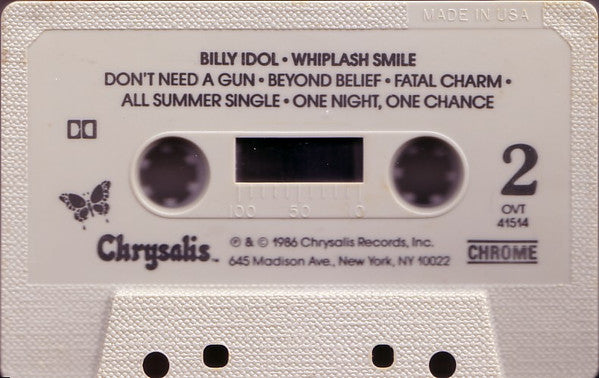 MADE IN USA
BILLY IDOL • WHIPLASH SMILE
DON'T NEED A GUN • BEYOND BELIEF • FATAL CHARM •
ALL SUMMER SINGLE • ONE NIGHT, ONE CHANCE
2
100 50 0
OVT
41514
Chrysalis™
℗ & © 1986 Chrysalis Records, Inc.
645 Madison Ave., New York, NY 10022
CHROME